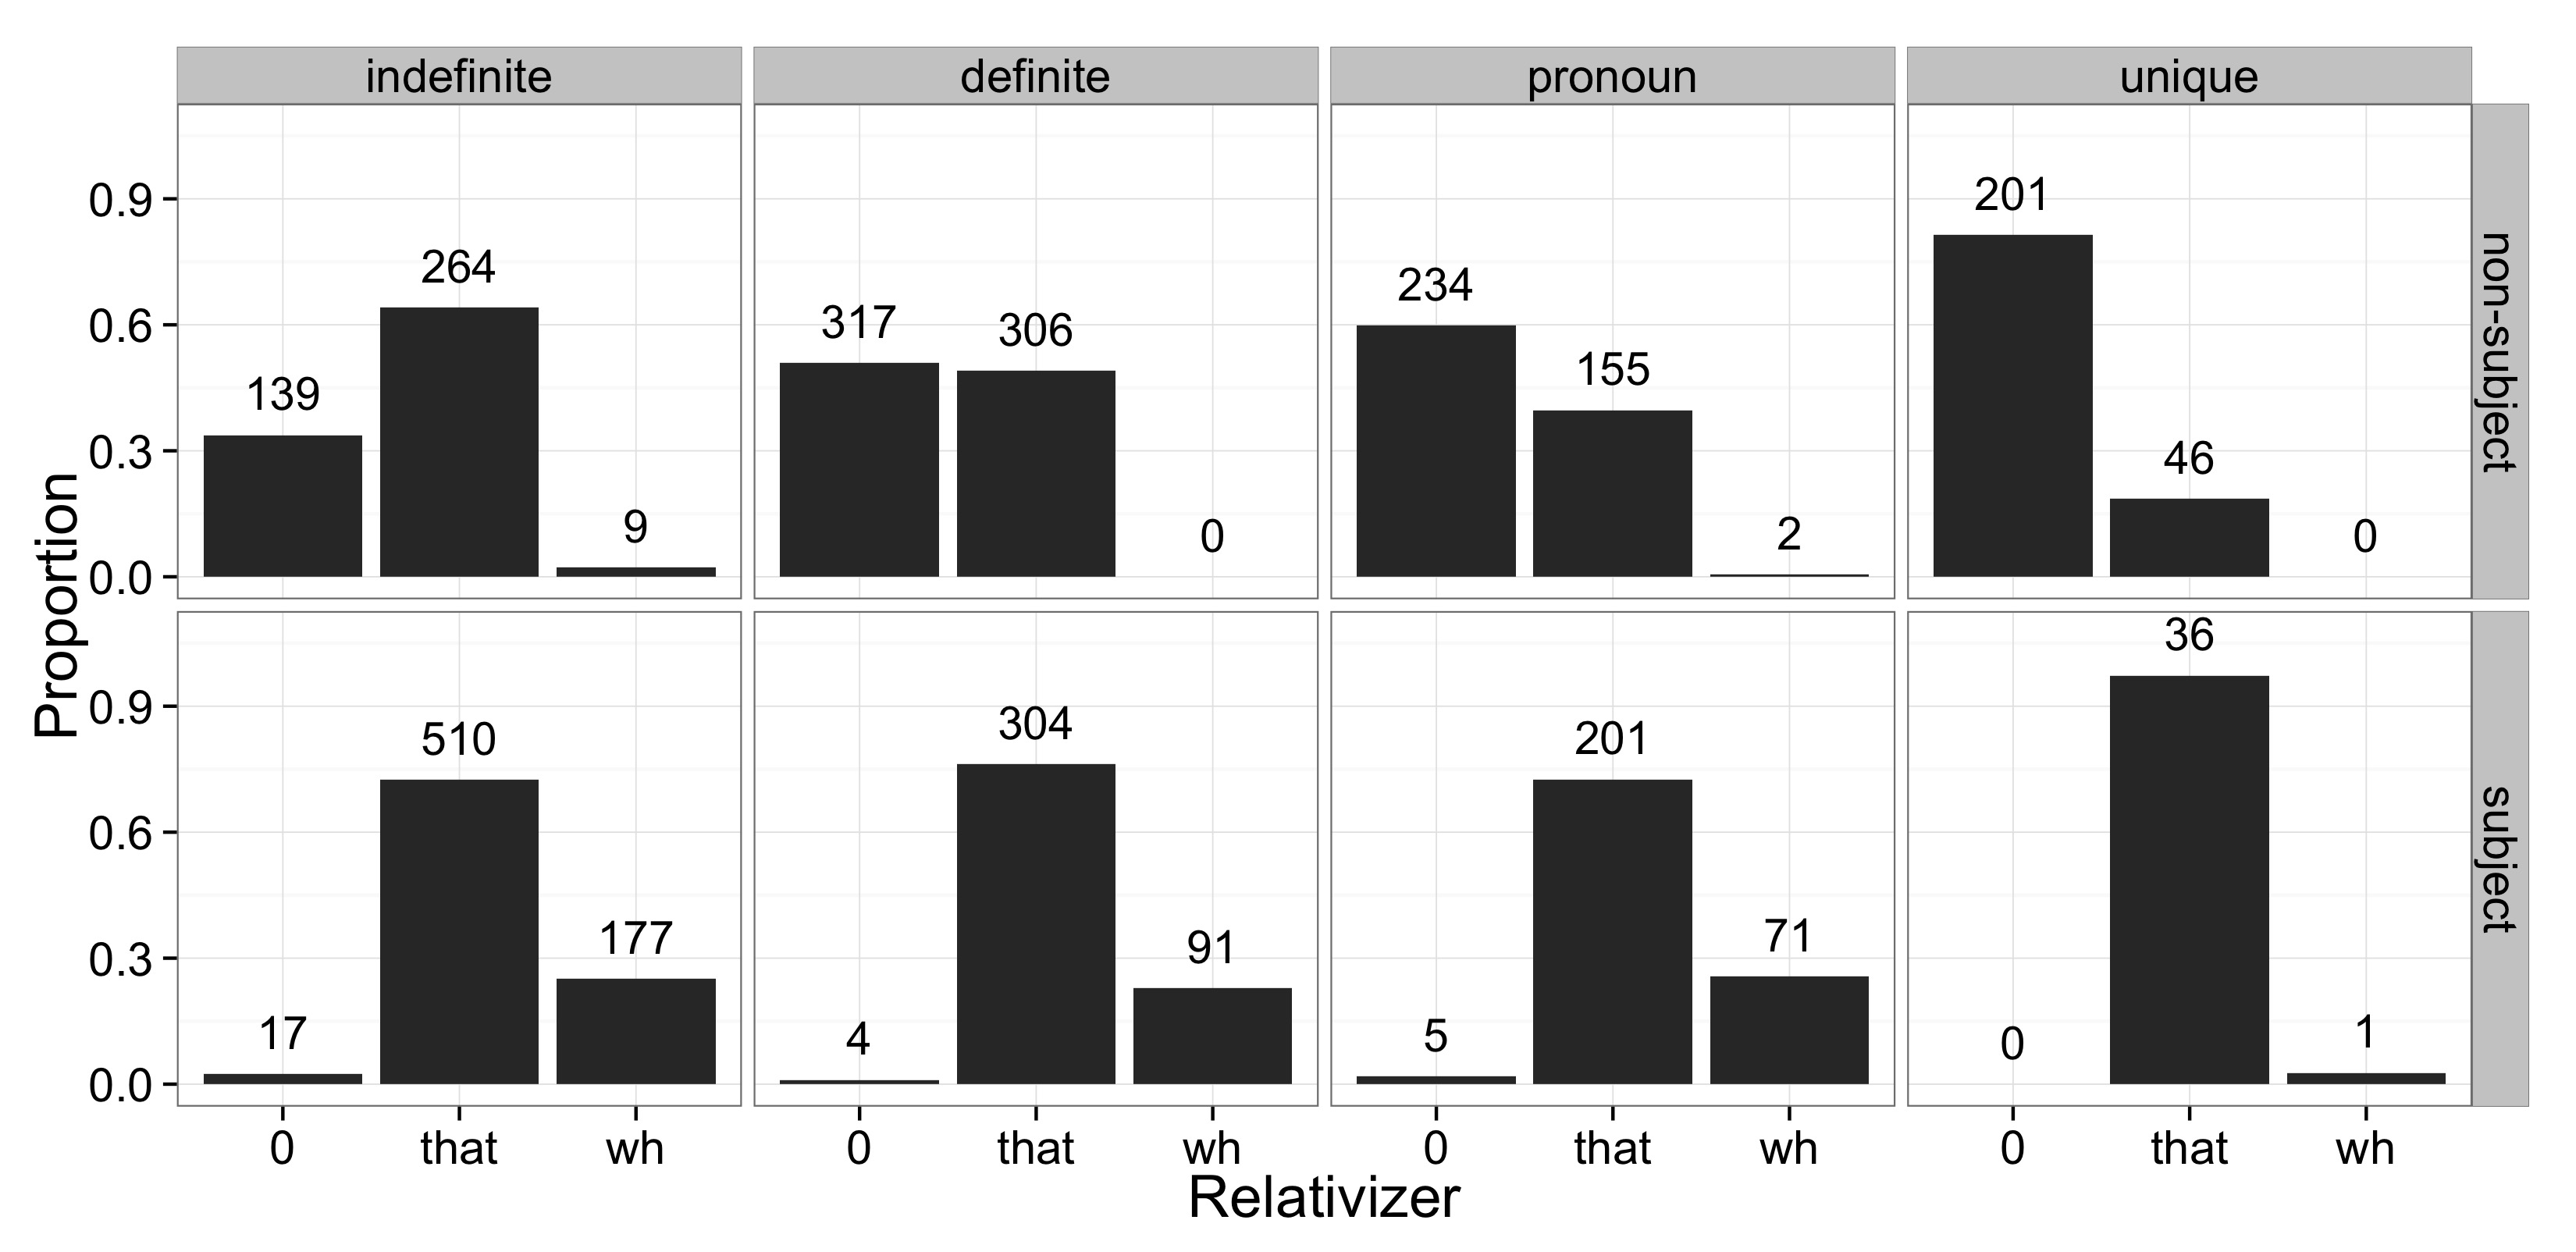 indefinite definite pronoun unique
non-subject
0.9
0.6
0.3
0.0
139 264 9
317 306 0
234 155 2
201 46 0
Proportion
subject
0.9
0.6
0.3
0.0
17 510 177
4 304 91
5 201 71
0 36 1
0 that wh 0 that wh 0 that wh 0 that wh
Relativizer